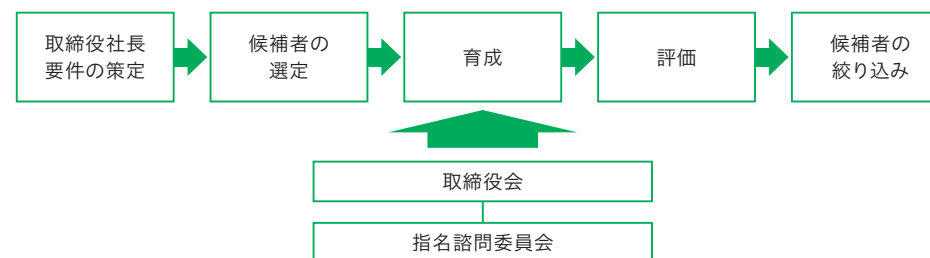 取締役社長
要件の策定
候補者の
選定
育成
評価
候補者の
絞り込み
取締役会
指名諮問委員会